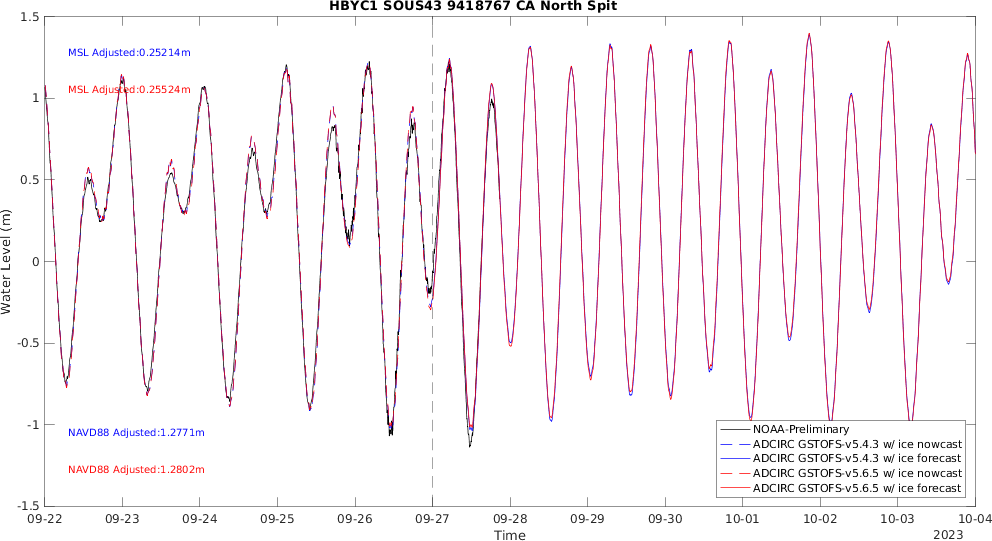 HBYC1 SOUS43 9418767 CA North Spit
1.5
1
0.5
0
-0.5
-1
-1.5
Water Level (m)
MSL Adjusted:0.25214m
MSL Adjusted:0.25524m
NAVD88 Adjusted:1.2771m
NAVD88 Adjusted:1.2802m
NOAA-Preliminary
ADCIRC GSTOFS-v5.4.3 w/ ice nowcast
ADCIRC GSTOFS-v5.4.3 w/ ice forecast
ADCIRC GSTOFS-v5.6.5 w/ ice nowcast
ADCIRC GSTOFS-v5.6.5 w/ ice forecast
09-22 09-23 09-24 09-25 09-26 09-27 09-28 09-29 09-30 10-01 10-02 10-03 10-04
Time
2023